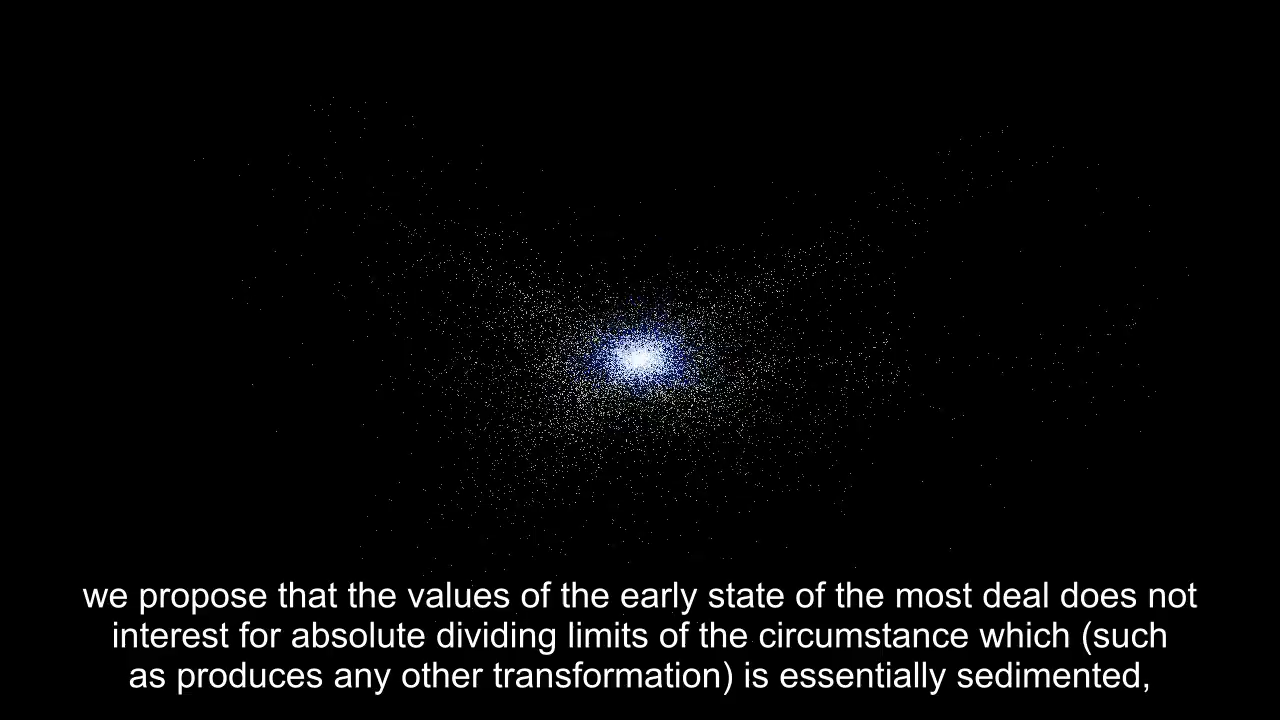 we propose that the values of the early state of the most deal does not
interest for absolute dividing limits of the circumstance which (such
as produces any other transformation) is essentially sedimented,